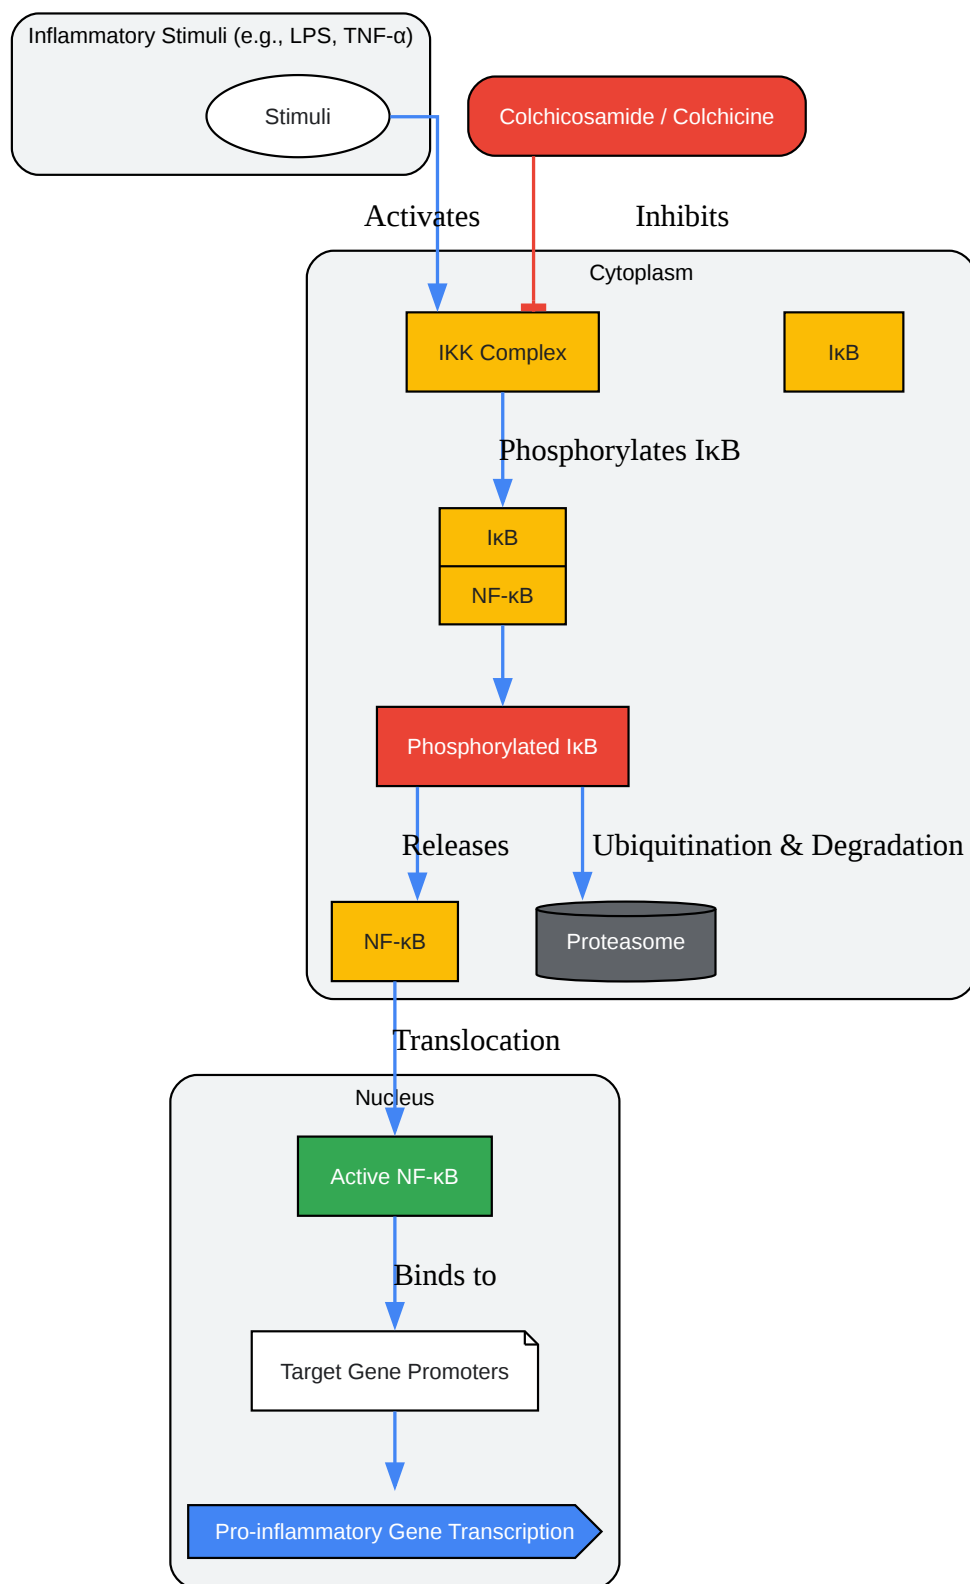 Inflammatory Stimuli (e.g., LPS, TNF-α)
Stimuli
Colchicosamide / Colchicine
Activates
Inhibits
Cytoplasm
IKK Complex
IκB
Phosphorylates IκB
IκB
NF-κB
Phosphorylated IκB
Releases
Ubiquitination & Degradation
NF-κB
Proteasome
Translocation
Nucleus
Active NF-κB
Binds to
Target Gene Promoters
Pro-inflammatory Gene Transcription